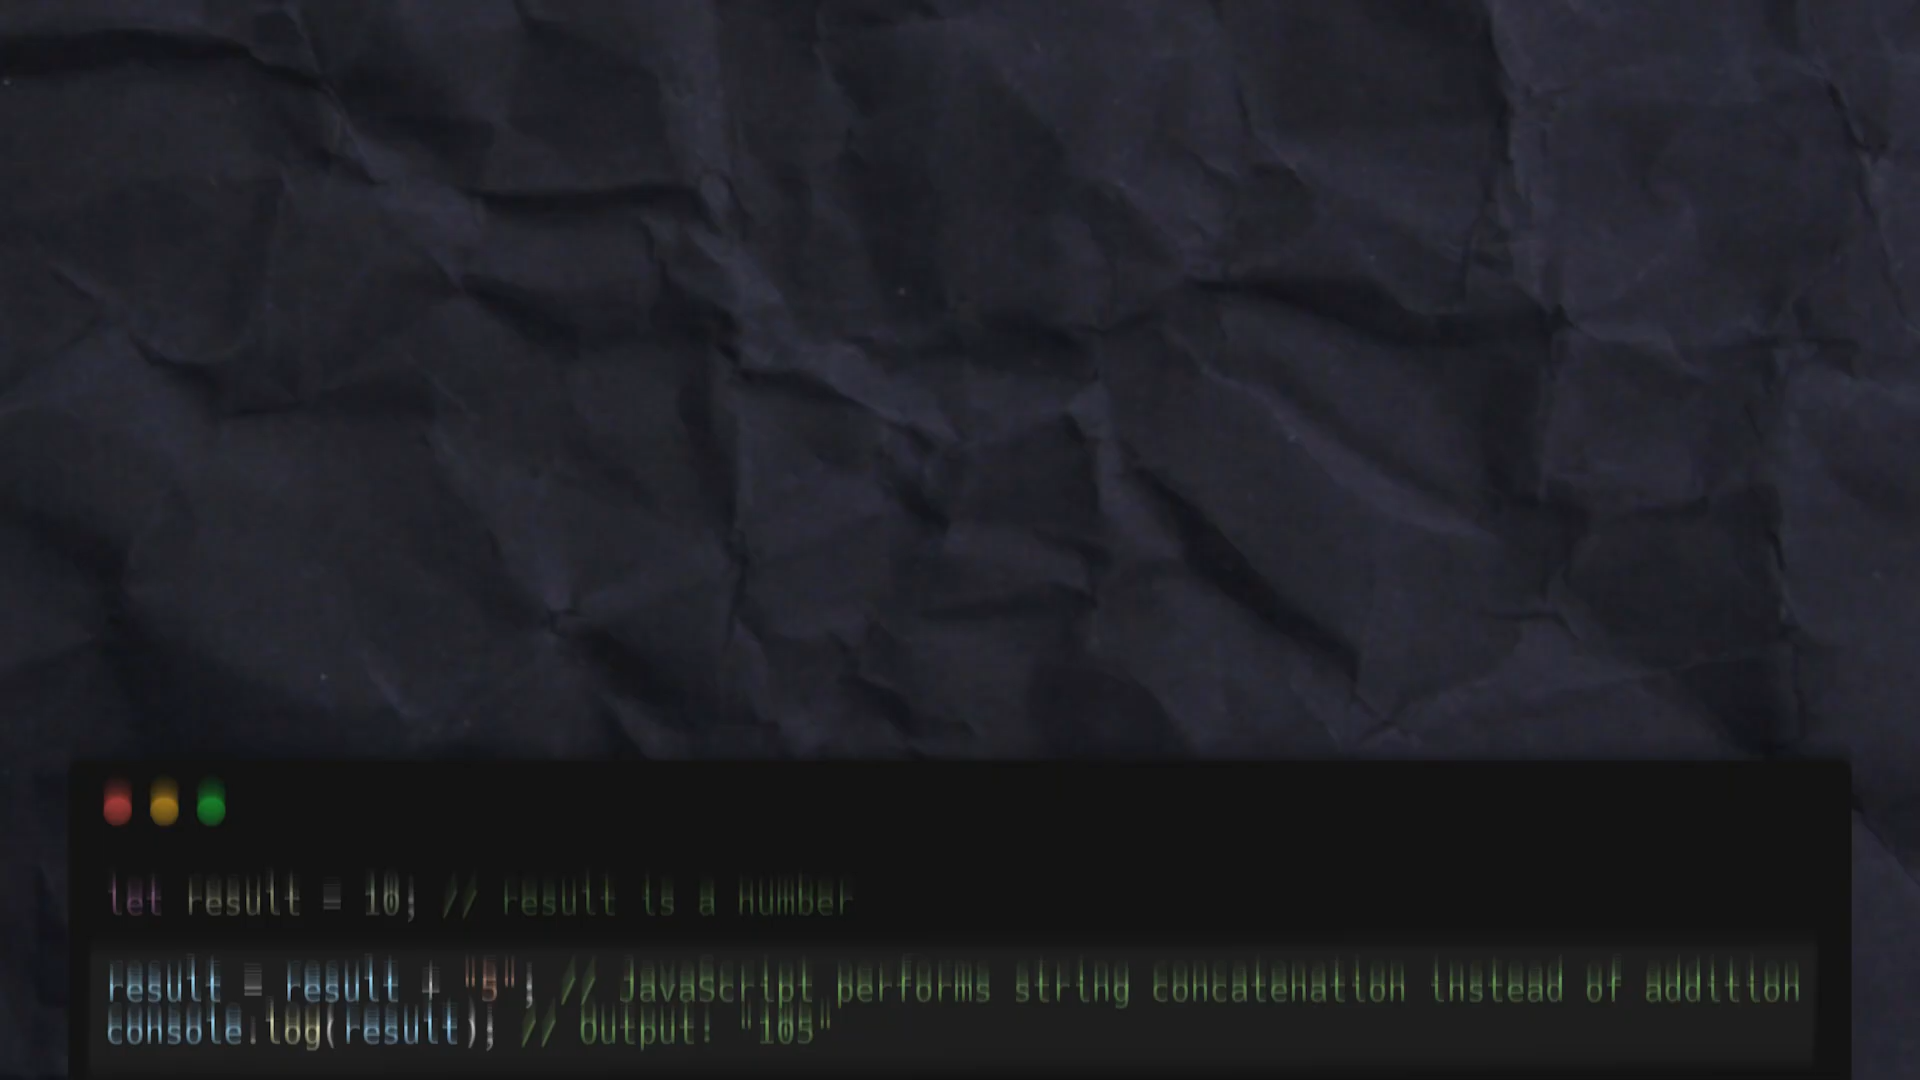 let result = 10; // result is a number
result = result + "5"; // JavaScript performs string concatenation instead of addition
console.log(result); // Output: "105"